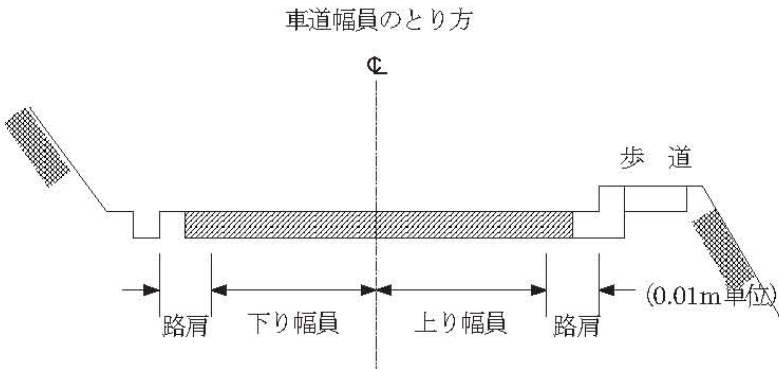 車道幅員のとり方
℄
歩 道
(0.01m単位)
路肩 下り幅員 上り幅員 路肩